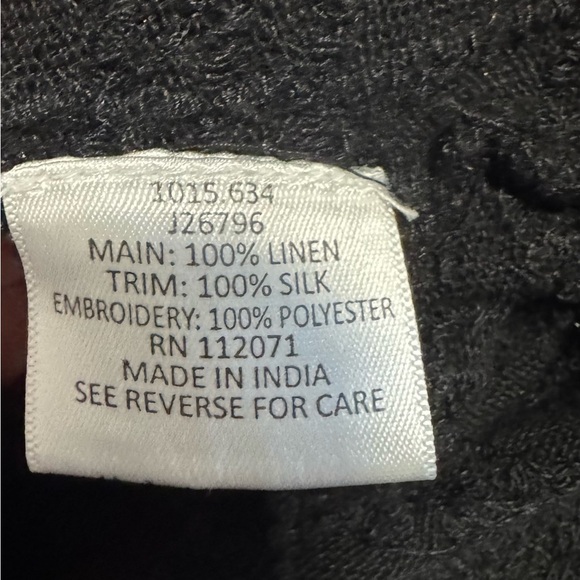 1015.634
J26796
MAIN: 100% LINEN
TRIM: 100% SILK
EMBROIDERY: 100% POLYESTER
RN 112071
MADE IN INDIA
SEE REVERSE FOR CARE